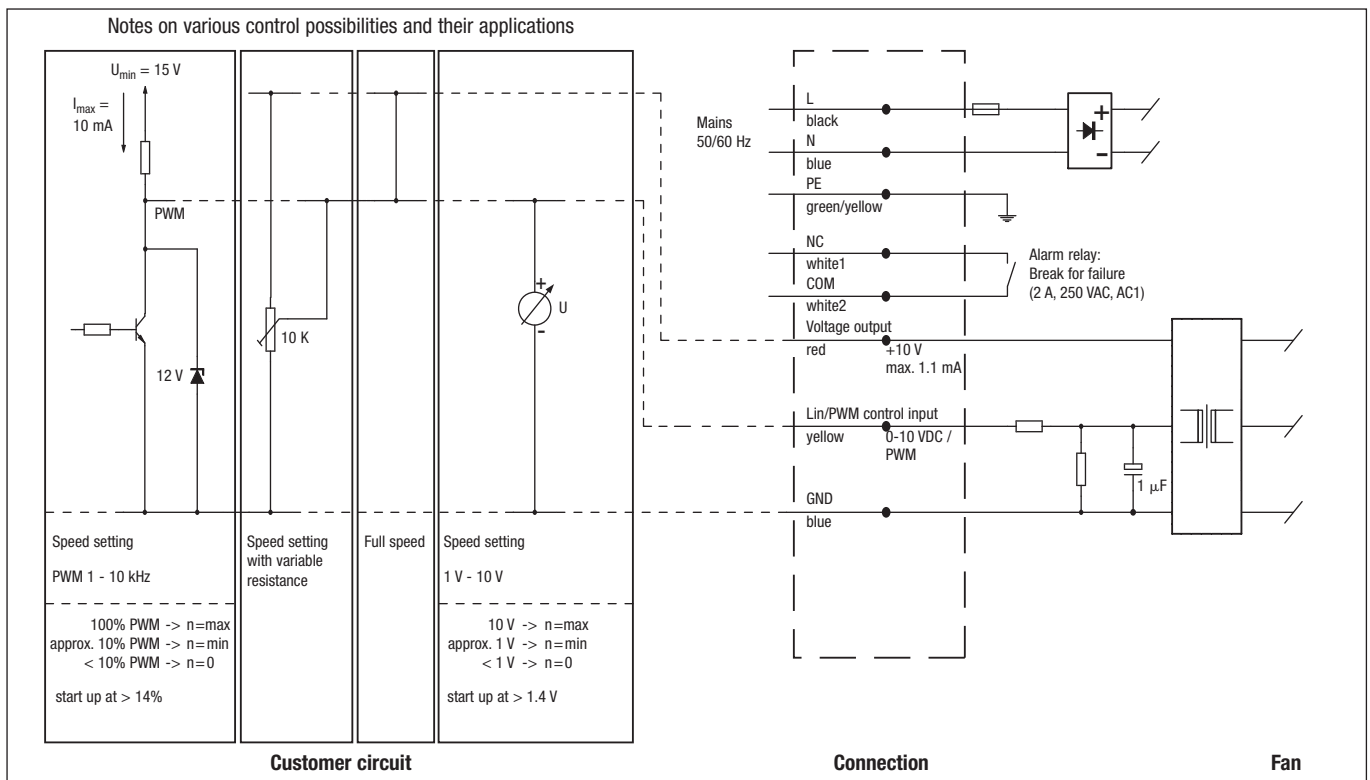 Notes on various control possibilities and their applications
Umin = 15 V
Imax =
10 mA
PWM
12 V
Speed setting
PWM 1 - 10 kHz
100% PWM -> n=max
approx. 10% PWM -> n=min
< 10% PWM -> n=0
start up at > 14%
10 K
Speed setting
with variable
resistance
Full speed
+
U
-
Speed setting
1 V - 10 V
10 V -> n=max
approx. 1 V -> n=min
< 1 V -> n=0
start up at > 1.4 V
Customer circuit
Mains
50/60 Hz
L
black
N
blue
PE
green/yellow
NC
white1
COM
white2
Voltage output
red
+10 V
max. 1.1 mA
Lin/PWM control input
yellow
0-10 VDC /
PWM
GND
blue
Connection
+
-
Alarm relay:
Break for failure
(2 A, 250 VAC, AC1)
1 μF
Fan